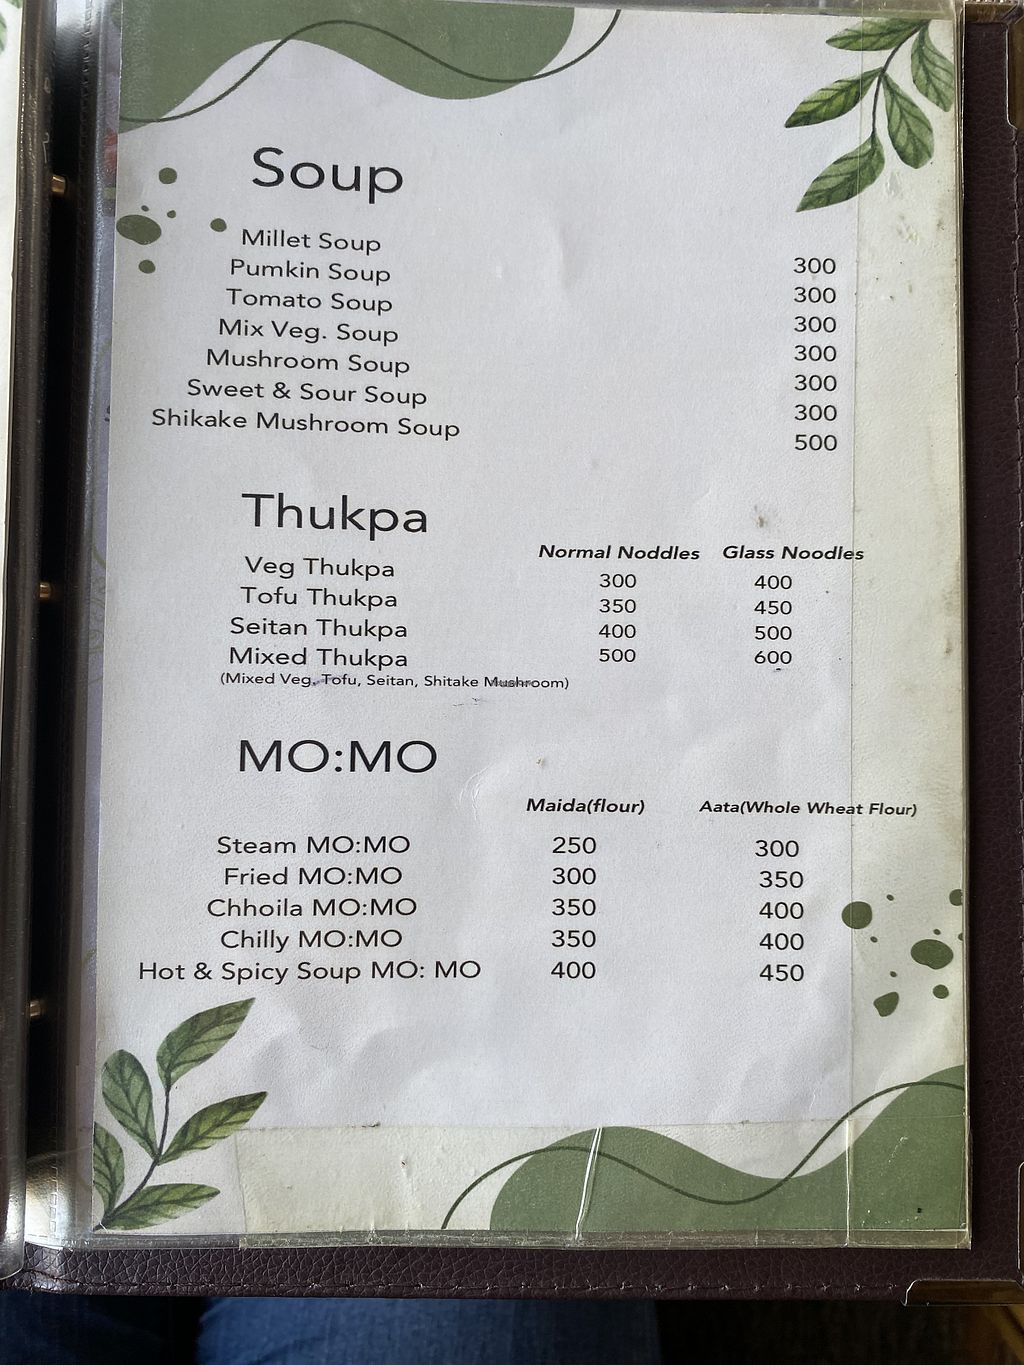 Soup
Millet Soup 300
Pumkin Soup 300
Tomato Soup 300
Mix Veg. Soup 300
Mushroom Soup 300
Sweet & Sour Soup 300
Shikake Mushroom Soup 500
Thukpa
Normal Noddles Glass Noodles
Veg Thukpa 300 400
Tofu Thukpa 350 450
Seitan Thukpa 400 500
Mixed Thukpa 500 600
(Mixed Veg, Tofu, Seitan, Shitake Mushroom)
MO:MO
Maida(flour) Aata(Whole Wheat Flour)
Steam MO:MO 250 300
Fried MO:MO 300 350
Chhoila MO:MO 350 400
Chilly MO:MO 350 400
Hot & Spicy Soup MO: MO 400 450